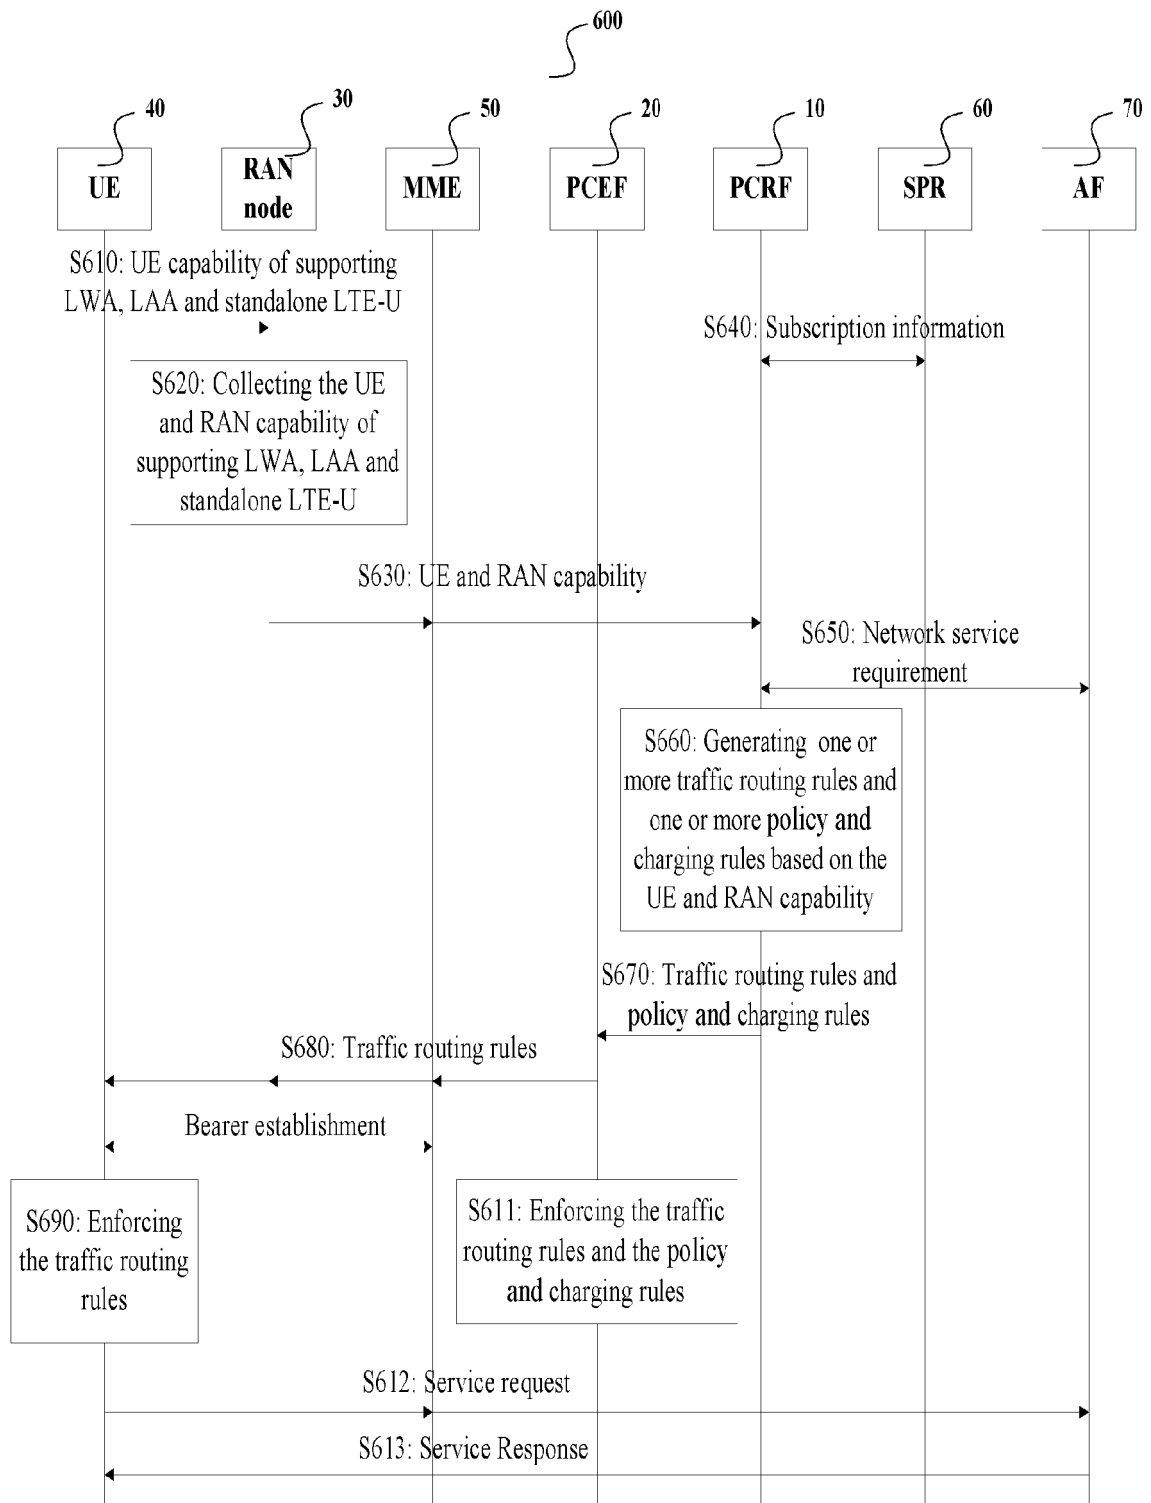 600
40
30
50
20
10
60
70
UE
RAN
node
MME
PCEF
PCRF
SPR
AF
S610: UE capability of supporting
LWA, LAA and standalone LTE-U
S640: Subscription information
S620: Collecting the UE
and RAN capability of
supporting LWA, LAA and
standalone LTE-U
S630: UE and RAN capability
S650: Network service
requirement
S660: Generating one or
more traffic routing rules and
one or more policy and
charging rules based on the
UE and RAN capability
S670: Traffic routing rules and
policy and charging rules
S680: Traffic routing rules
Bearer establishment
S690: Enforcing
the traffic routing
rules
S611: Enforcing the traffic
routing rules and the policy
and charging rules
S612: Service request
S613: Service Response